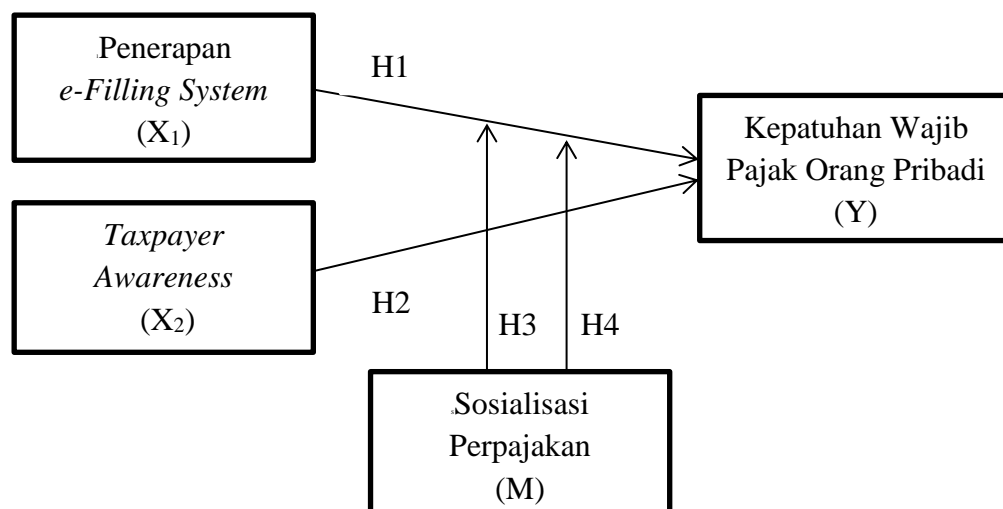 Penerapan
e-Filling System
(X₁)
H1
Kepatuhan Wajib
Pajak Orang Pribadi
(Y)
Taxpayer
Awareness
(X₂)
H2
H3
H4
Sosialisasi
Perpajakan
(M)